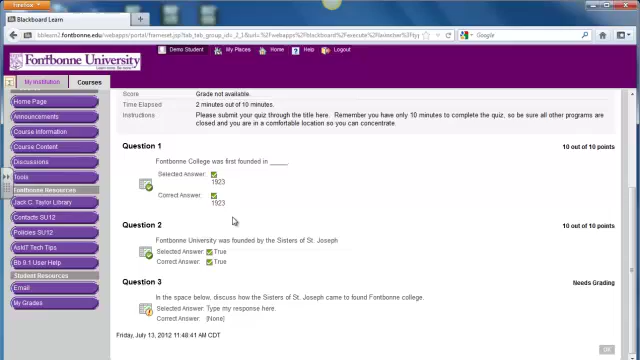 Firefox
Blackboard Learn
bblearn2.fontbonne.edu
Google
Fontbonne University
Demo Student My Places Home Help Logout
My Institution Courses
Score Grade not available.
Time Elapsed 2 minutes out of 10 minutes.
Instructions Please submit your quiz through the title here. Remember you have only 10 minutes to complete the quiz, so be sure all other programs are
closed and you are in a comfortable location so you can concentrate.
Home Page
Announcements
Course Information
Course Content
Discussions
Tools
Fontbonne Resources
Jack C. Taylor Library
Contacts SU12
Policies SU12
AskIT Tech Tips
Bb 9.1 User Help
Student Resources
Email
My Grades
Question 1 10 out of 10 points
Fontbonne College was first founded in _____.
Selected Answer:
1923
Correct Answer:
1923
Question 2 10 out of 10 points
Fontbonne University was founded by the Sisters of St. Joseph
Selected Answer: True
Correct Answer: True
Question 3 Needs Grading
In the space below, discuss how the Sisters of St. Joseph came to found Fontbonne college.
Selected Answer: Type my response here.
Correct Answer: [None]
Friday, July 13, 2012 11:48:41 AM CDT
OK